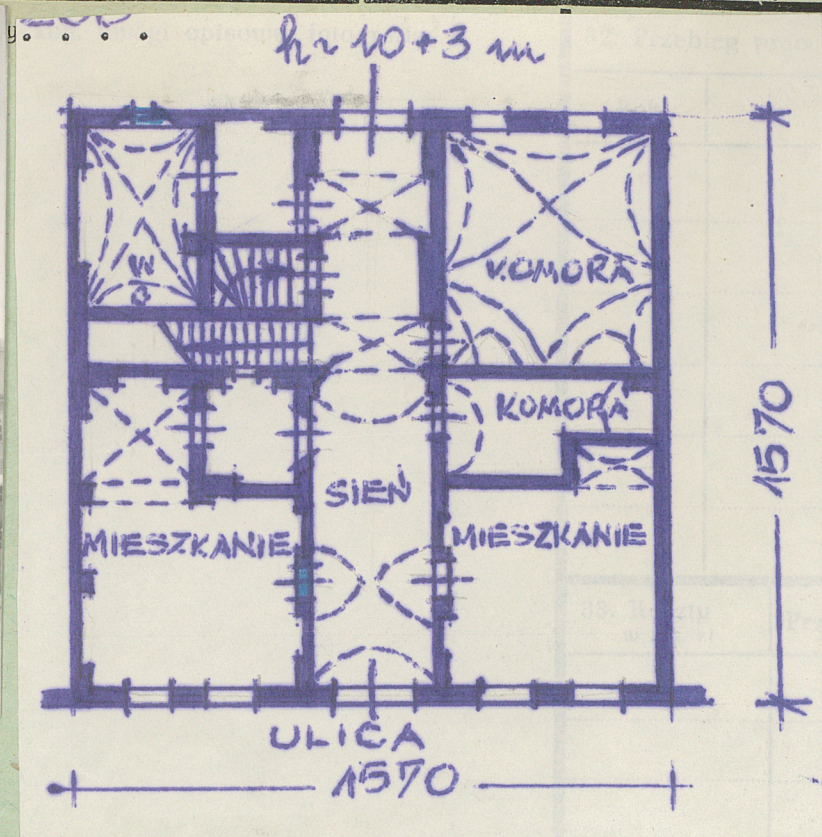 h = 10 + 3 m
W
C
KOMORA
KOMORA
SIEŃ
MIESZKANIE
MIESZKANIE
ULICA
1570
1570